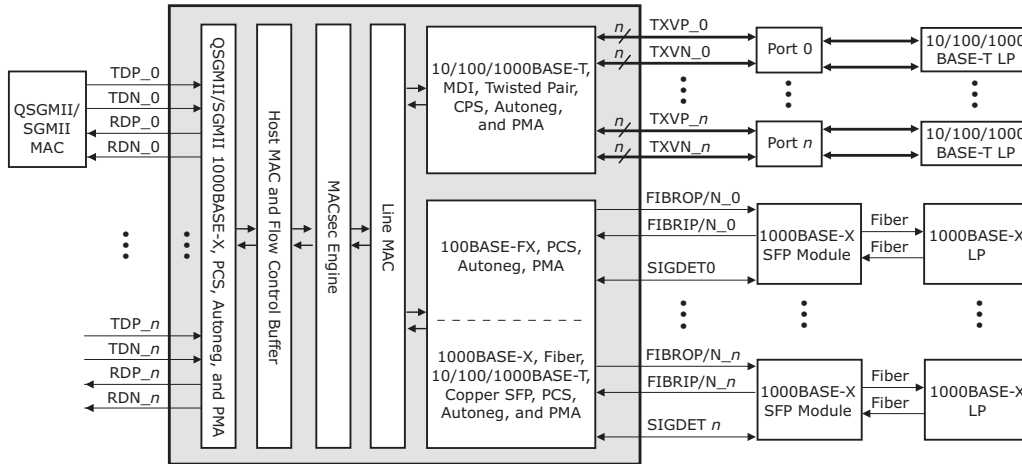 QSGMII/
SGMII
MAC
TDP_0
TDN_0
RDP_0
RDN_0
TDP_n
TDN_n
RDP_n
RDN_n
QSGMII/SGMII 1000BASE-X, PCS, Autoneg, and PMA
Host MAC and Flow Control Buffer
MACsec Engine
Line MAC
10/100/1000BASE-T,
MDI, Twisted Pair,
CPS, Autoneg,
and PMA
100BASE-FX, PCS,
Autoneg, PMA
1000BASE-X, Fiber,
10/100/1000BASE-T,
Copper SFP, PCS,
Autoneg, and PMA
n
TXVP_0
n
TXVN_0
n
TXVP_n
n
TXVN_n
Port 0
Port n
10/100/1000
BASE-T LP
10/100/1000
BASE-T LP
FIBROP/N_0
FIBRIP/N_0
SIGDET0
1000BASE-X
SFP Module
Fiber
Fiber
1000BASE-X
LP
FIBROP/N_n
FIBRIP/N_n
SIGDET n
1000BASE-X
SFP Module
Fiber
Fiber
1000BASE-X
LP